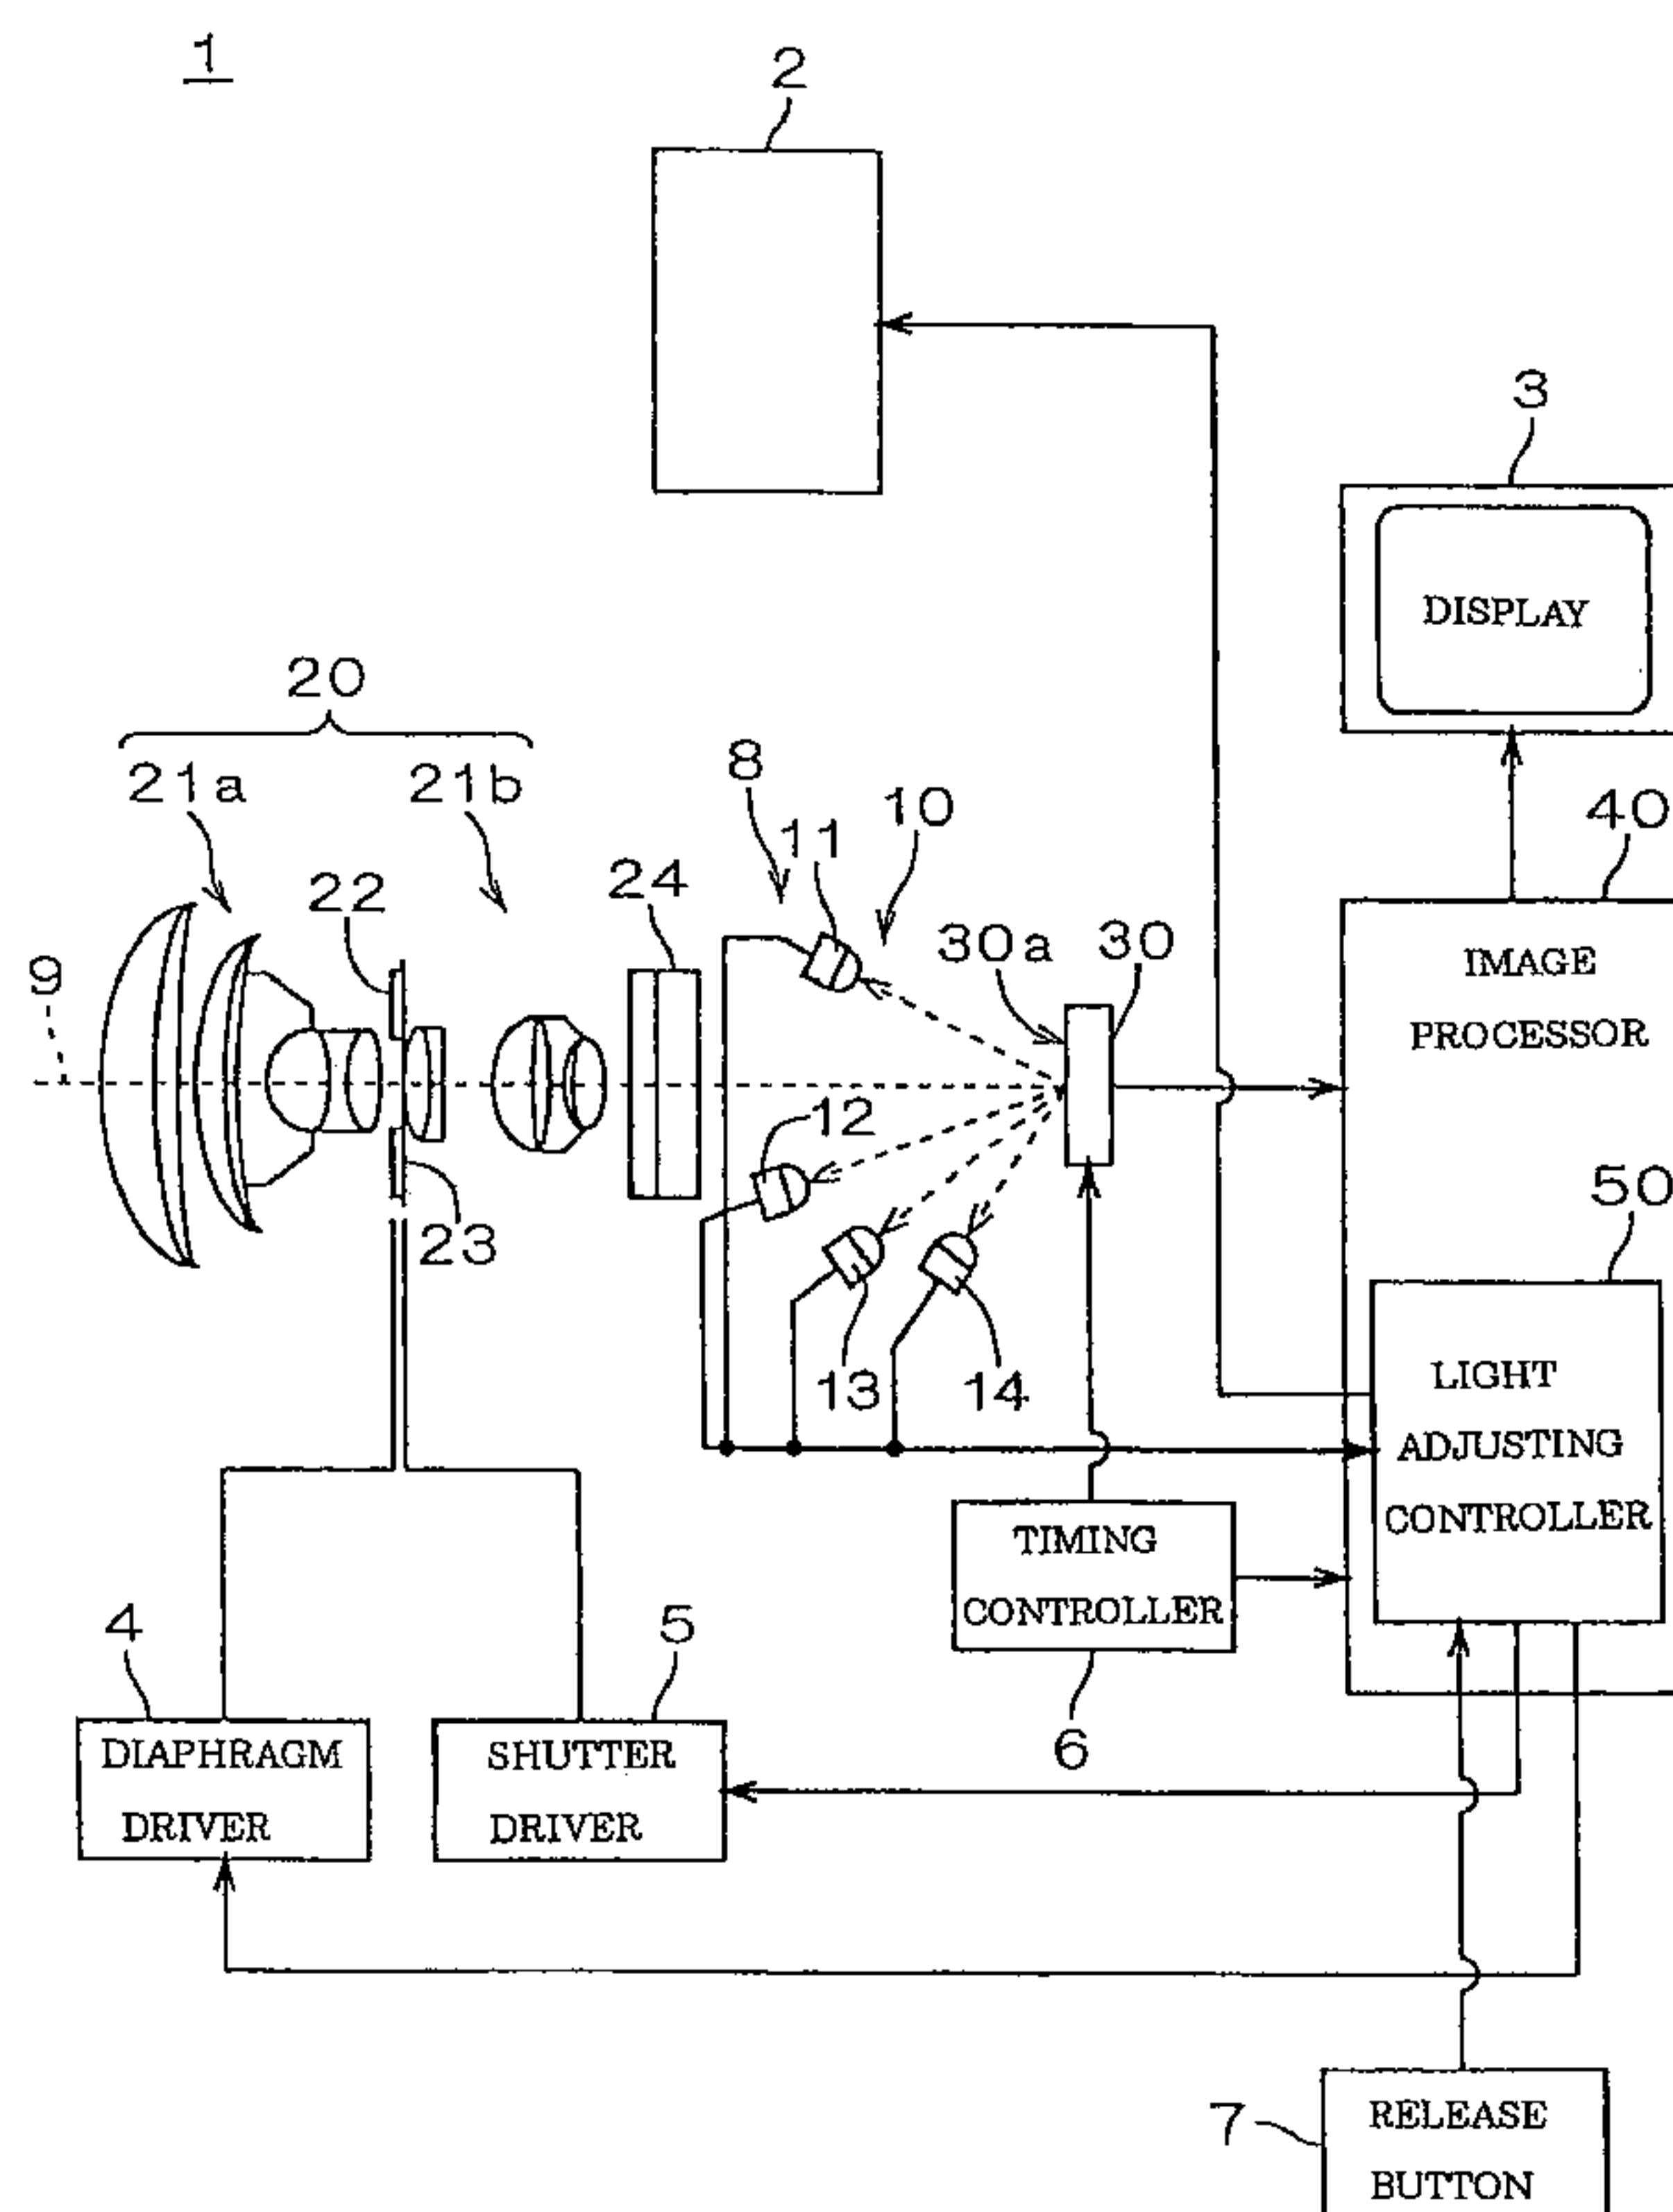 1
2
3
DISPLAY
20
21a
21b
8
11
10
40
22
24
30a
30
9
IMAGE
PROCESSOR
12
50
23
13
14
LIGHT
ADJUSTING
CONTROLLER
TIMING
CONTROLLER
4
5
6
DIAPHRAGM
DRIVER
SHUTTER
DRIVER
7
RELEASE
BUTTON